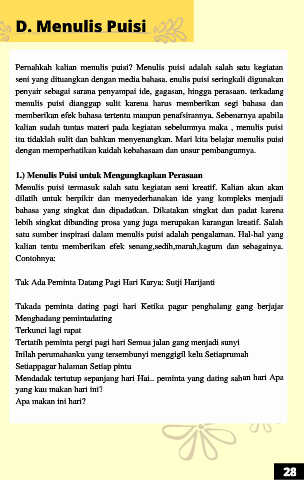 D. Menulis Puisi
Pernahkah kalian menulis puisi? Menulis puisi adalah salah satu kegiatan
seni yang dituangkan dengan media bahasa. enulis puisi seringkali digunakan
penyair sebagai sarana penyampai ide, gagasan, hingga perasaan. terkadang
menulis puisi dianggap sulit karena harus memberikan segi bahasa dan
memberikan efek bahasa tertentu maupun penafsirannya. Sebenarnya apabila
kalian sudah tuntas materi pada kegiatan sebelumnya maka , menulis puisi
itu tidaklah sulit dan bahkan menyenangkan. Mari kita belajar menulis puisi
dengan memperhatikan kaidah kebahasaan dan unsur pembangunnya.
1.) Menulis Puisi untuk Mengungkapkan Perasaan
Menulis puisi termasuk salah satu kegiatan seni kreatif. Kalian akan akan
dilatih untuk berpikir dan menyederhanakan ide yang kompleks menjadi
bahasa yang singkat dan dipadatkan. Dikatakan singkat dan padat karena
lebih singkat dibanding prosa yang juga merupakan karangan kreatif. Salah
satu sumber inspirasi dalam menulis puisi adalah pengalaman. Hal-hal yang
kalian temu memberikan efek senang,sedih,marah,kagum dan sebagainya.
Contohnya:
Tak Ada Peminta Datang Pagi Hari Karya: Sutji Harijanti
Takada peminta dating pagi hari Ketika pagar penghalang gang berjajar
Menghadang pemintadating
Terkunci lagi rapat
Tertatih peminta pergi pagi hari Semua jalan gang menjadi sunyi
Inilah perumahanku yang tersembunyi menggigil kelu Setiaprumah
Setiappagar halaman Setiap pintu
Mendadak tertutup sepanjang hari Hai... peminta yang dating sahun hari Apa
yang kau makan hari ini?
Apa makan ini hari?
28